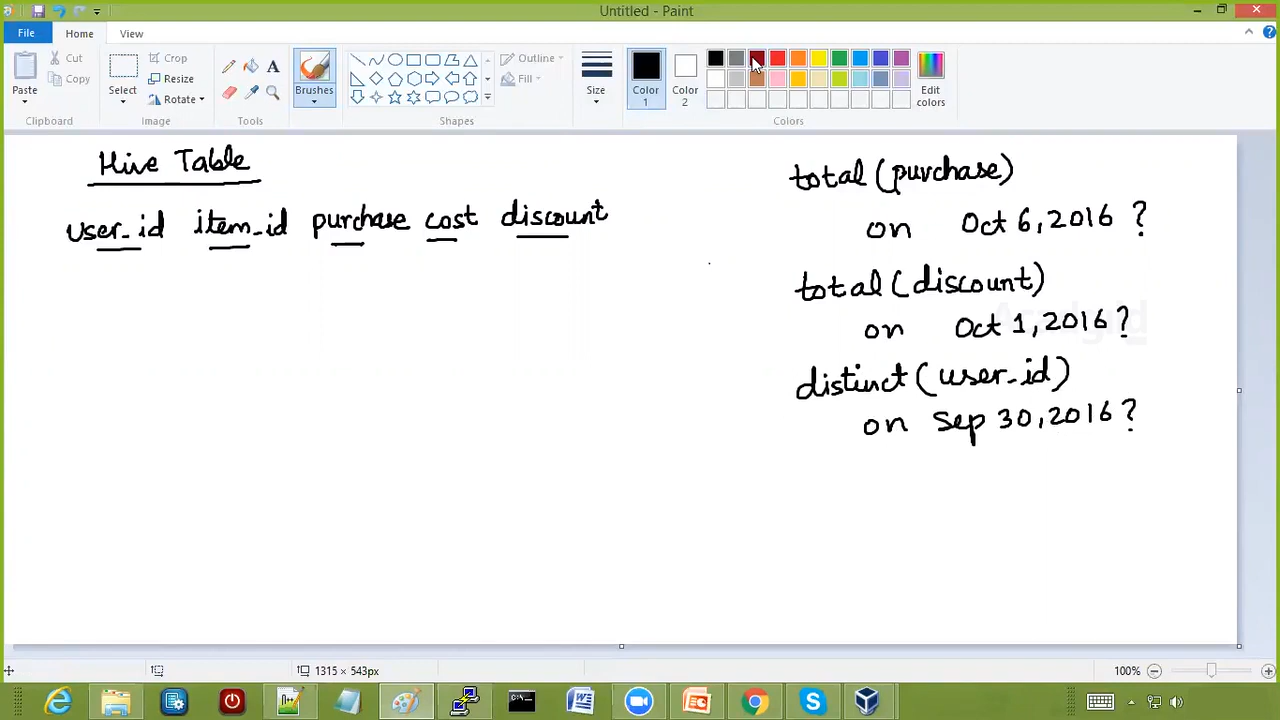 Untitled - Paint
File Home View
Cut
Copy
Paste
Clipboard
Select
Crop
Resize
Rotate
Image
Tools
Brushes
Outline
Fill
Shapes
Size
Color 1
Color 2
Edit colors
Colors
Hive Table
user_id item_id purchase cost discount
total (purchase)
on Oct 6, 2016 ?
total (discount)
on Oct 1, 2016 ?
distinct (user_id)
on Sep 30, 2016 ?
1315 × 543px
100%